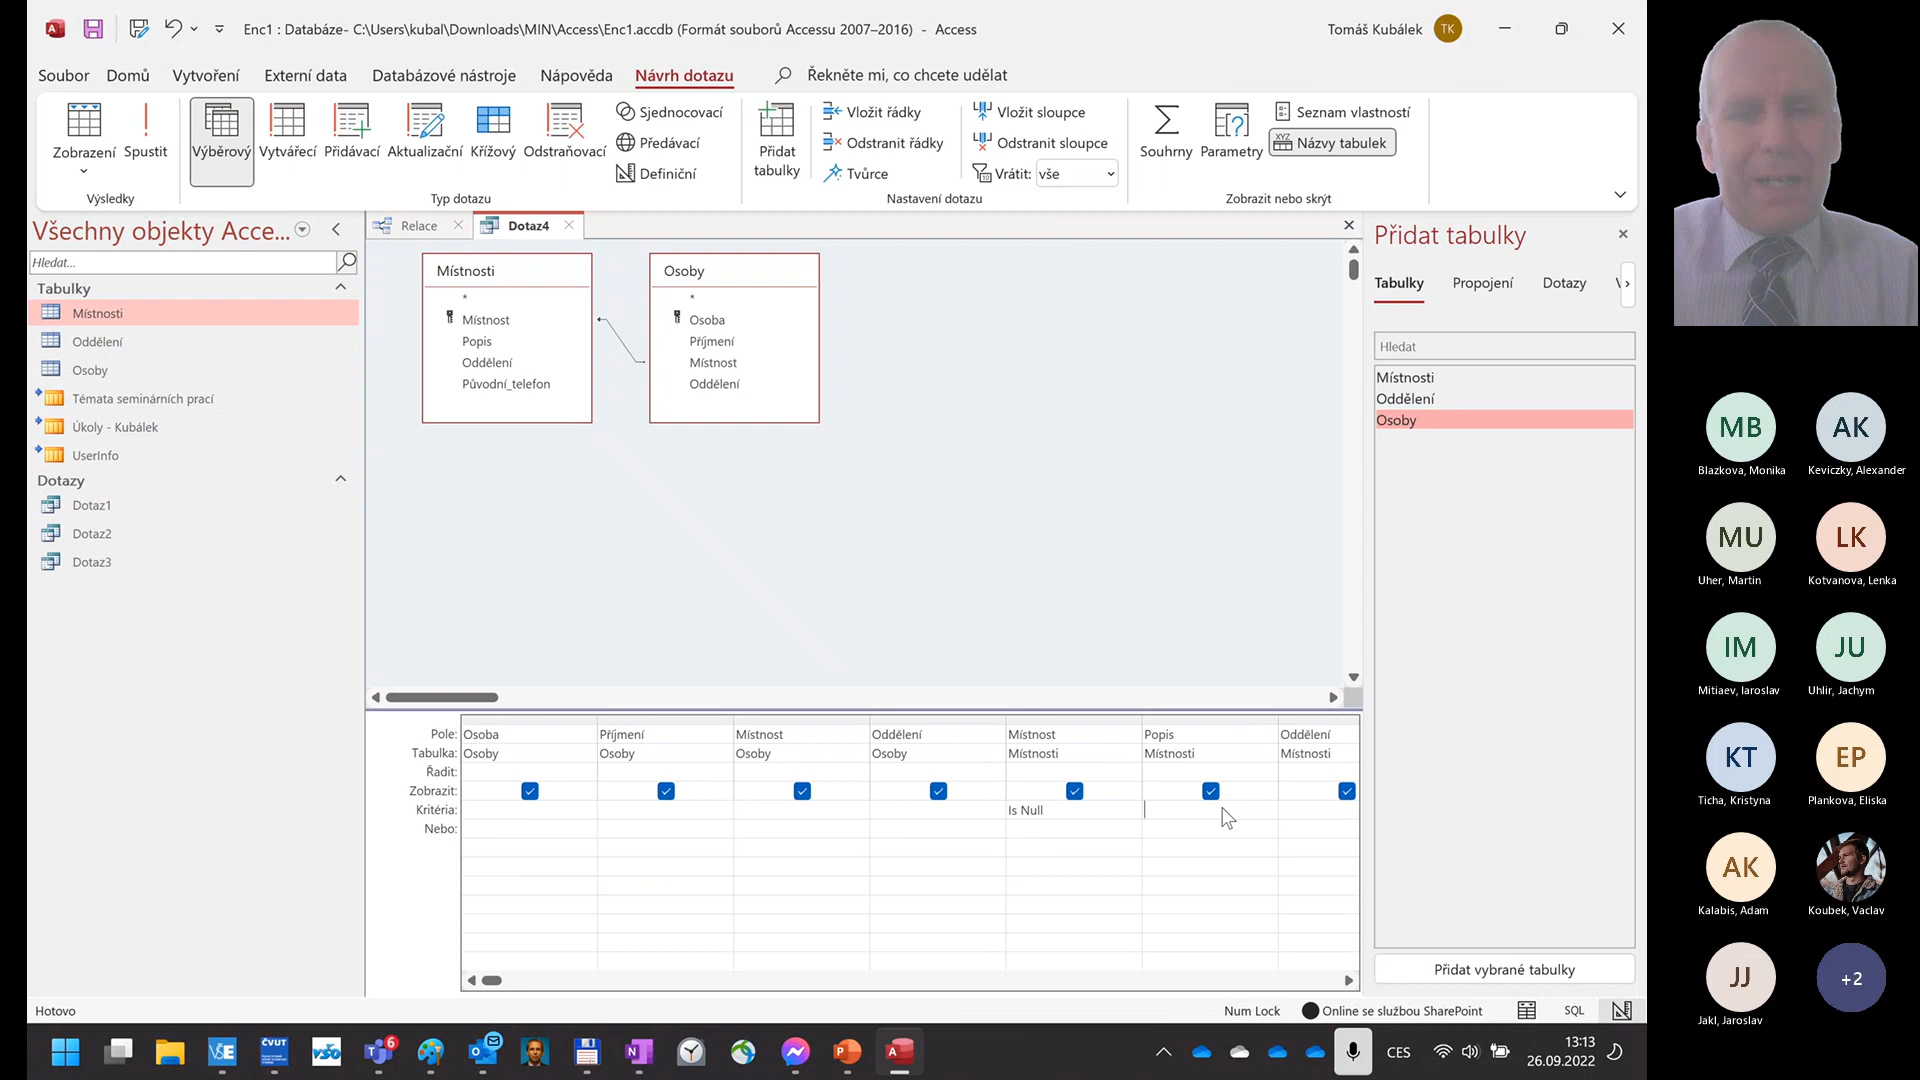 Enc1 : Databáze- C:\Users\kubal\Downloads\MIN\Access\Enc1.accdb (Formát souborů Accessu 2007–2016)  -  Access
Tomáš Kubálek
TK
Soubor
Domů
Vytvoření
Externí data
Databázové nástroje
Nápověda
Návrh dotazu
Řekněte mi, co chcete udělat
Zobrazení
Spustit
Výsledky
Výběrový
Vytvářecí
Přidávací
Aktualizační
Křížový
Odstraňovací
Sjednocovací
Předávací
Definiční
Typ dotazu
Přidat
tabulky
Vložit řádky
Odstranit řádky
Tvůrce
Vložit sloupce
Odstranit sloupce
Vrátit: vše
Nastavení dotazu
Souhrny
Parametry
Seznam vlastností
XYZ
Názvy tabulek
Zobrazit nebo skrýt
Všechny objekty Acce...
Hledat...
Tabulky
Místnosti
Oddělení
Osoby
Témata seminárních prací
Úkoly - Kubálek
UserInfo
Dotazy
Dotaz1
Dotaz2
Dotaz3
Relace
Dotaz4
Místnosti
*
Místnost
Popis
Oddělení
Původní_telefon
Osoby
*
Osoba
Příjmení
Místnost
Oddělení
Pole: Osoba Příjmení Místnost Oddělení Místnost Popis Oddělení
Tabulka: Osoby Osoby Osoby Osoby Místnosti Místnosti Místnosti
Řadit:
Zobrazit:
Kritéria: Is Null
Nebo:
Přidat tabulky
Tabulky
Propojení
Dotazy
Hledat
Místnosti
Oddělení
Osoby
Přidat vybrané tabulky
Hotovo
Num Lock
Online se službou SharePoint
SQL
VŠE
ČVUT
VŠO
6
CES
13:13
26.09.2022
MB
Blazkova, Monika
AK
Keviczky, Alexander
MU
Uher, Martin
LK
Kotvanova, Lenka
IM
Mitiaev, Iaroslav
JU
Uhlir, Jachym
KT
Ticha, Kristyna
EP
Plankova, Eliska
AK
Kalabis, Adam
Koubek, Vaclav
JJ
Jakl, Jaroslav
+2